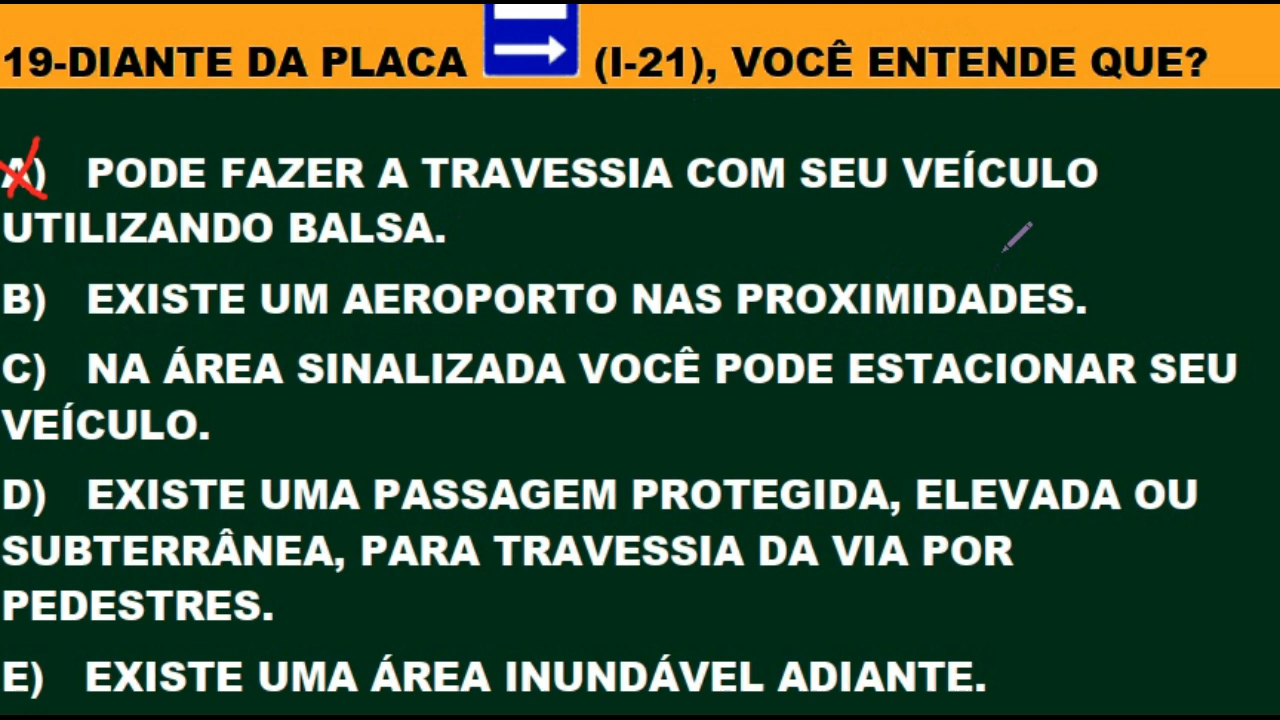 19-DIANTE DA PLACA (I-21), VOCÊ ENTENDE QUE?
A) PODE FAZER A TRAVESSIA COM SEU VEÍCULO
UTILIZANDO BALSA.
B) EXISTE UM AEROPORTO NAS PROXIMIDADES.
C) NA ÁREA SINALIZADA VOCÊ PODE ESTACIONAR SEU
VEÍCULO.
D) EXISTE UMA PASSAGEM PROTEGIDA, ELEVADA OU
SUBTERRÂNEA, PARA TRAVESSIA DA VIA POR
PEDESTRES.
E) EXISTE UMA ÁREA INUNDÁVEL ADIANTE.